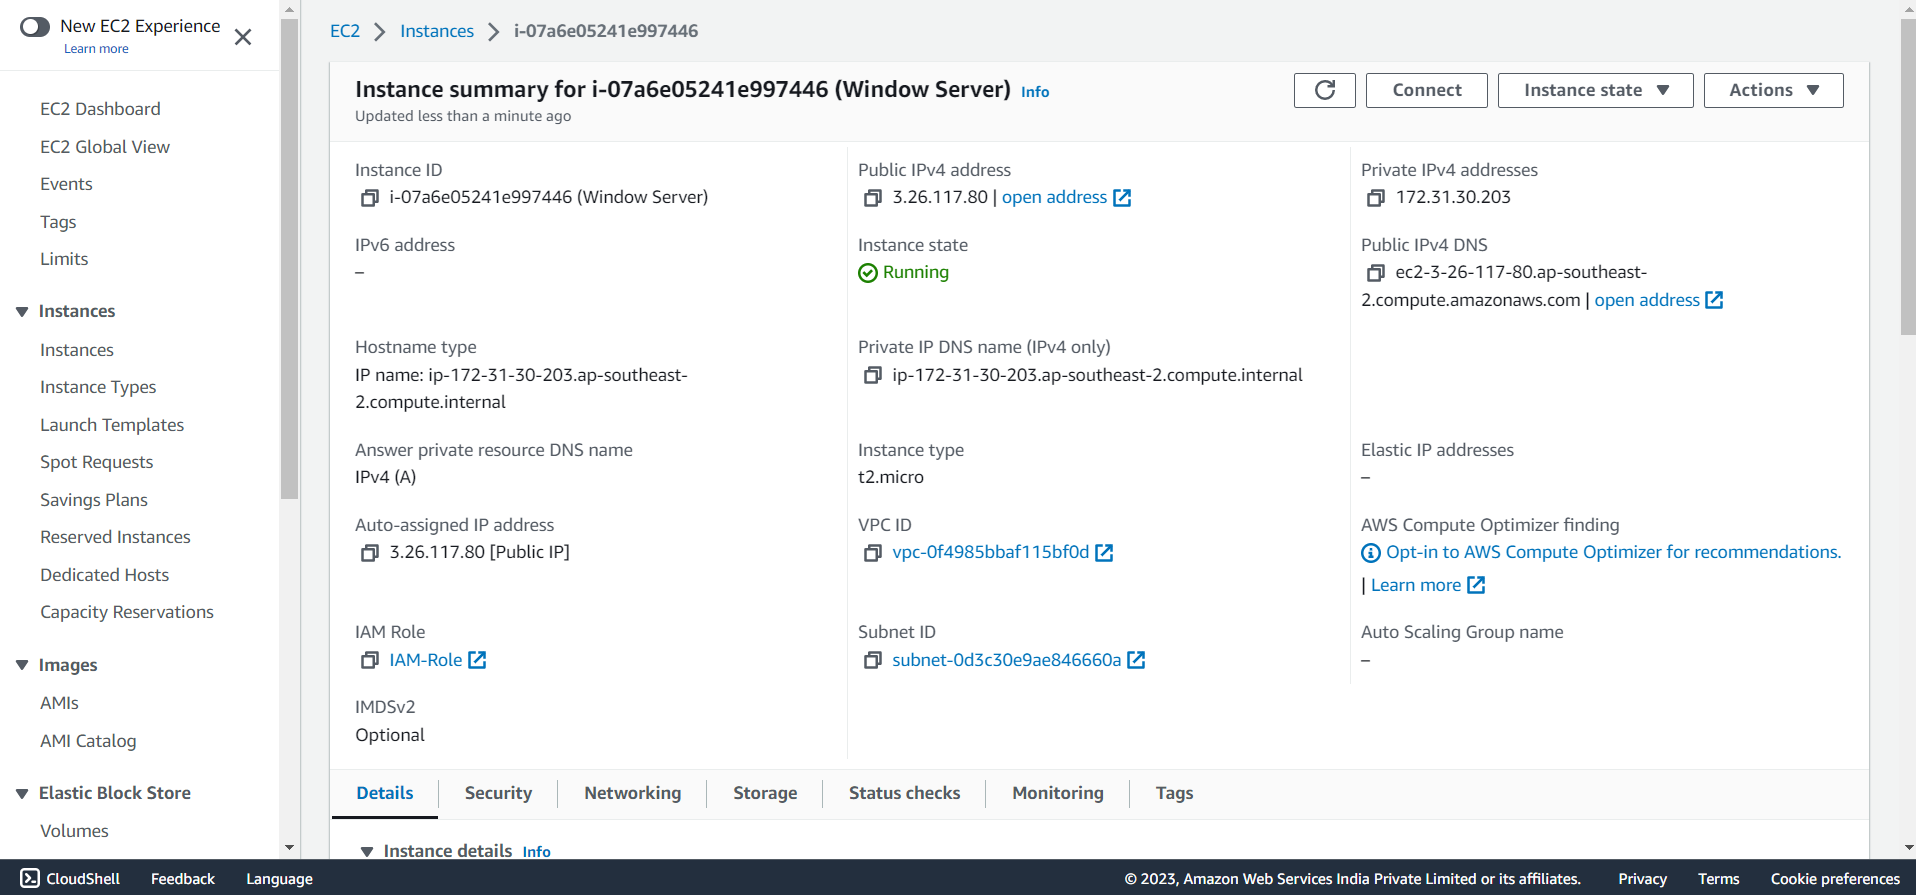 New EC2 Experience
Learn more
EC2 Dashboard
EC2 Global View
Events
Tags
Limits
Instances
Instances
Instance Types
Launch Templates
Spot Requests
Savings Plans
Reserved Instances
Dedicated Hosts
Capacity Reservations
Images
AMIs
AMI Catalog
Elastic Block Store
Volumes
EC2 Instances i-07a6e05241e997446
Instance summary for i-07a6e05241e997446 (Window Server) Info
Updated less than a minute ago
Connect
Instance state
Actions
Instance ID
i-07a6e05241e997446 (Window Server)
Public IPv4 address
3.26.117.80 | open address
Private IPv4 addresses
172.31.30.203
IPv6 address
–
Instance state
Running
Public IPv4 DNS
ec2-3-26-117-80.ap-southeast-
2.compute.amazonaws.com | open address
Hostname type
IP name: ip-172-31-30-203.ap-southeast-
2.compute.internal
Private IP DNS name (IPv4 only)
ip-172-31-30-203.ap-southeast-2.compute.internal
Answer private resource DNS name
IPv4 (A)
Instance type
t2.micro
Elastic IP addresses
–
Auto-assigned IP address
3.26.117.80 [Public IP]
VPC ID
vpc-0f4985bbaf115bf0d
AWS Compute Optimizer finding
Opt-in to AWS Compute Optimizer for recommendations.
| Learn more
IAM Role
IAM-Role
Subnet ID
subnet-0d3c30e9ae846660a
Auto Scaling Group name
–
IMDSv2
Optional
Details
Security
Networking
Storage
Status checks
Monitoring
Tags
Instance details Info
CloudShell
Feedback
Language
© 2023, Amazon Web Services India Private Limited or its affiliates.
Privacy
Terms
Cookie preferences